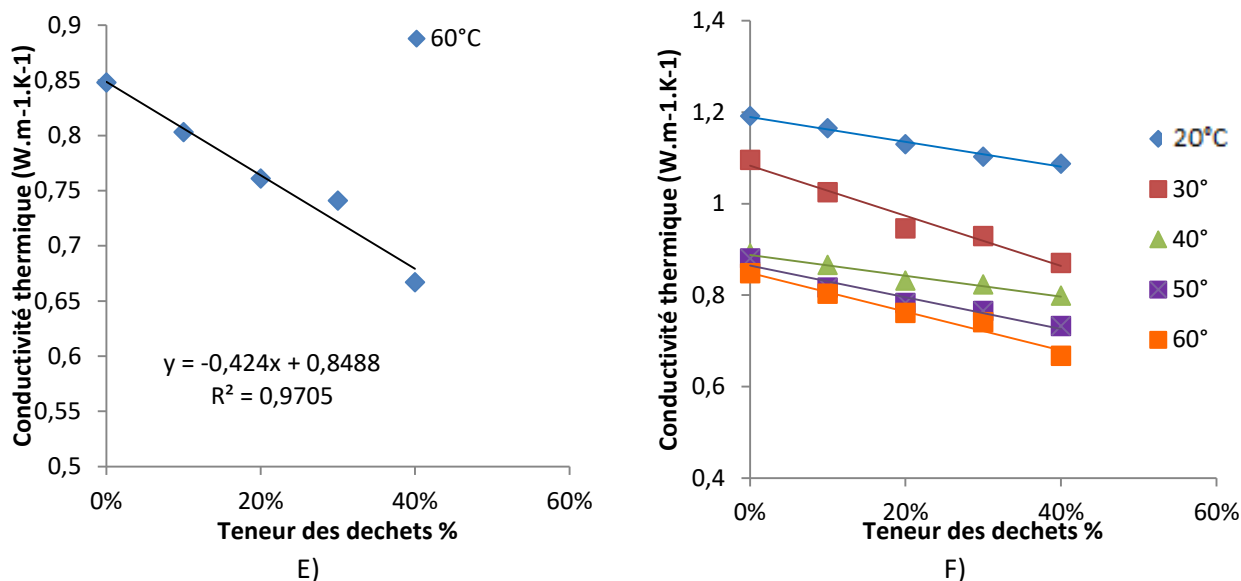 Conductivité thermique (W.m-1.K-1)
0,9
0,85
0,8
0,75
0,7
0,65
0,6
0,55
0,5
60°C
y = -0,424x + 0,8488
R² = 0,9705
0%
20%
40%
60%
Teneur des dechets %
E)
Conductivité thermique (W.m-1.K-1)
1,4
1,2
1
0,8
0,6
0,4
20°C
30°
40°
50°
60°
0%
20%
40%
60%
Teneur des dechets %
F)